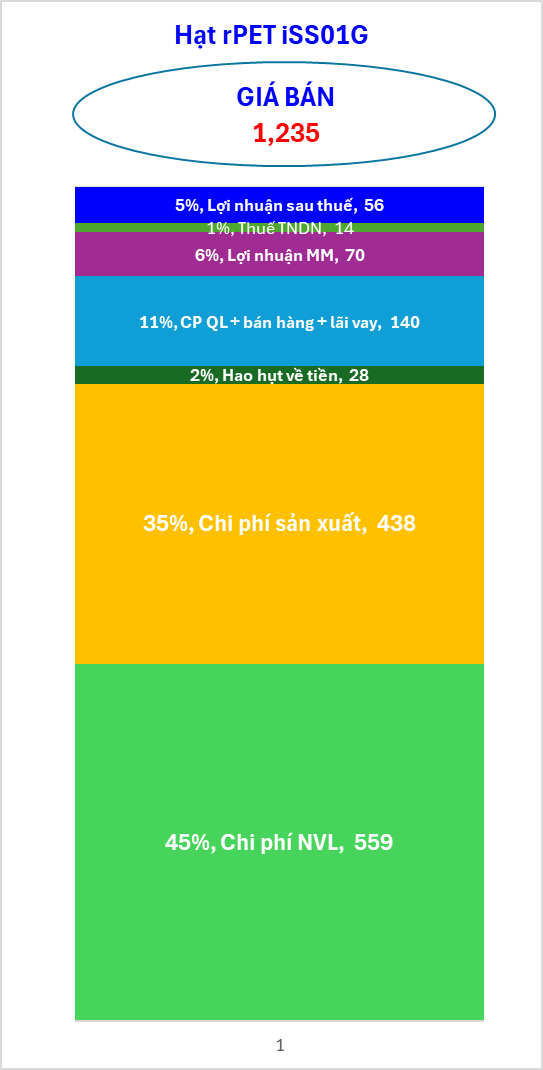 Hạt rPET iSS01G
GIÁ BÁN
1,235
5%, Lợi nhuận sau thuế, 56
1%, Thuế TNDN, 14
6%, Lợi nhuận MM, 70
11%, CP QL + bán hàng + lãi vay, 140
2%, Hao hụt về tiền, 28
35%, Chi phí sản xuất, 438
45%, Chi phí NVL, 559
1